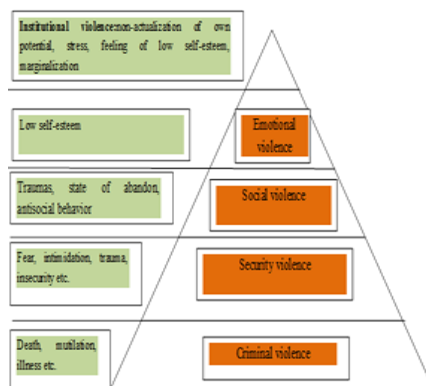 Institutional violence:non-actualization of own
potential, stress, feeling of low self-esteem,
marginalization
Low self-esteem
Emotional
violence
Traumas, state of abandon,
antisocial behavior
Social violence
Fear, intimidation, trauma,
insecurity etc.
Security violence
Death, mutilation,
illness etc.
Criminal violence